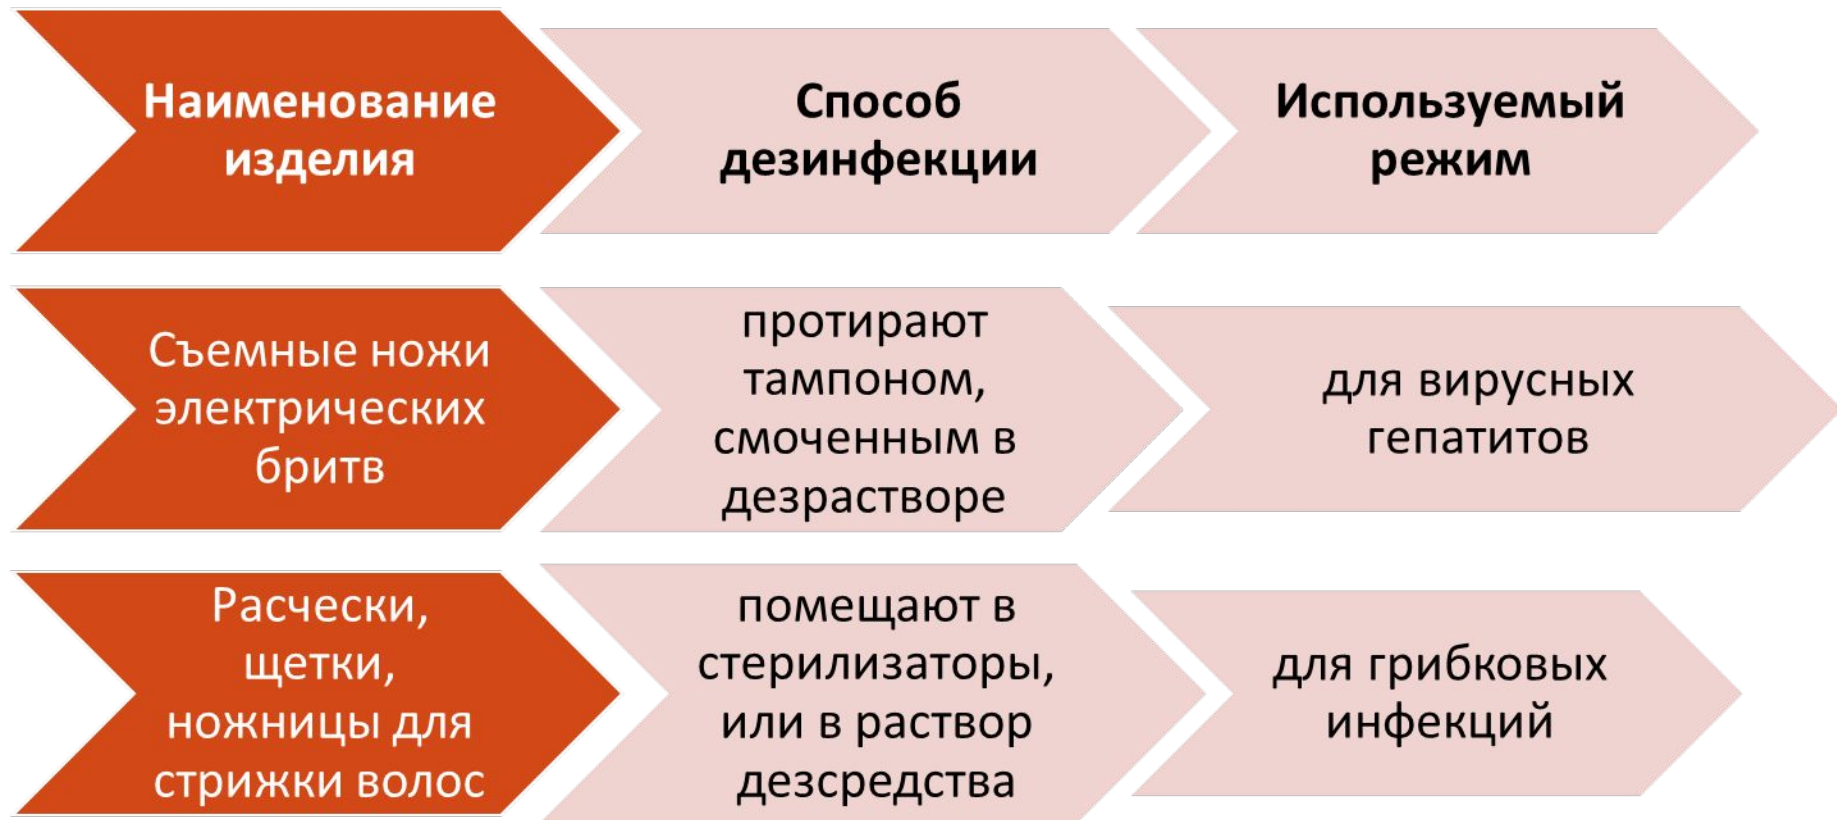 Наименование
изделия
Способ
дезинфекции
Используемый
режим
Съемные ножи
электрических
бритв
протирают
тампоном,
смоченным в
дезрастворе
для вирусных
гепатитов
Расчески,
щетки,
ножницы для
стрижки волос
помещают в
стерилизаторы,
или в раствор
дезсредства
для грибковых
инфекций